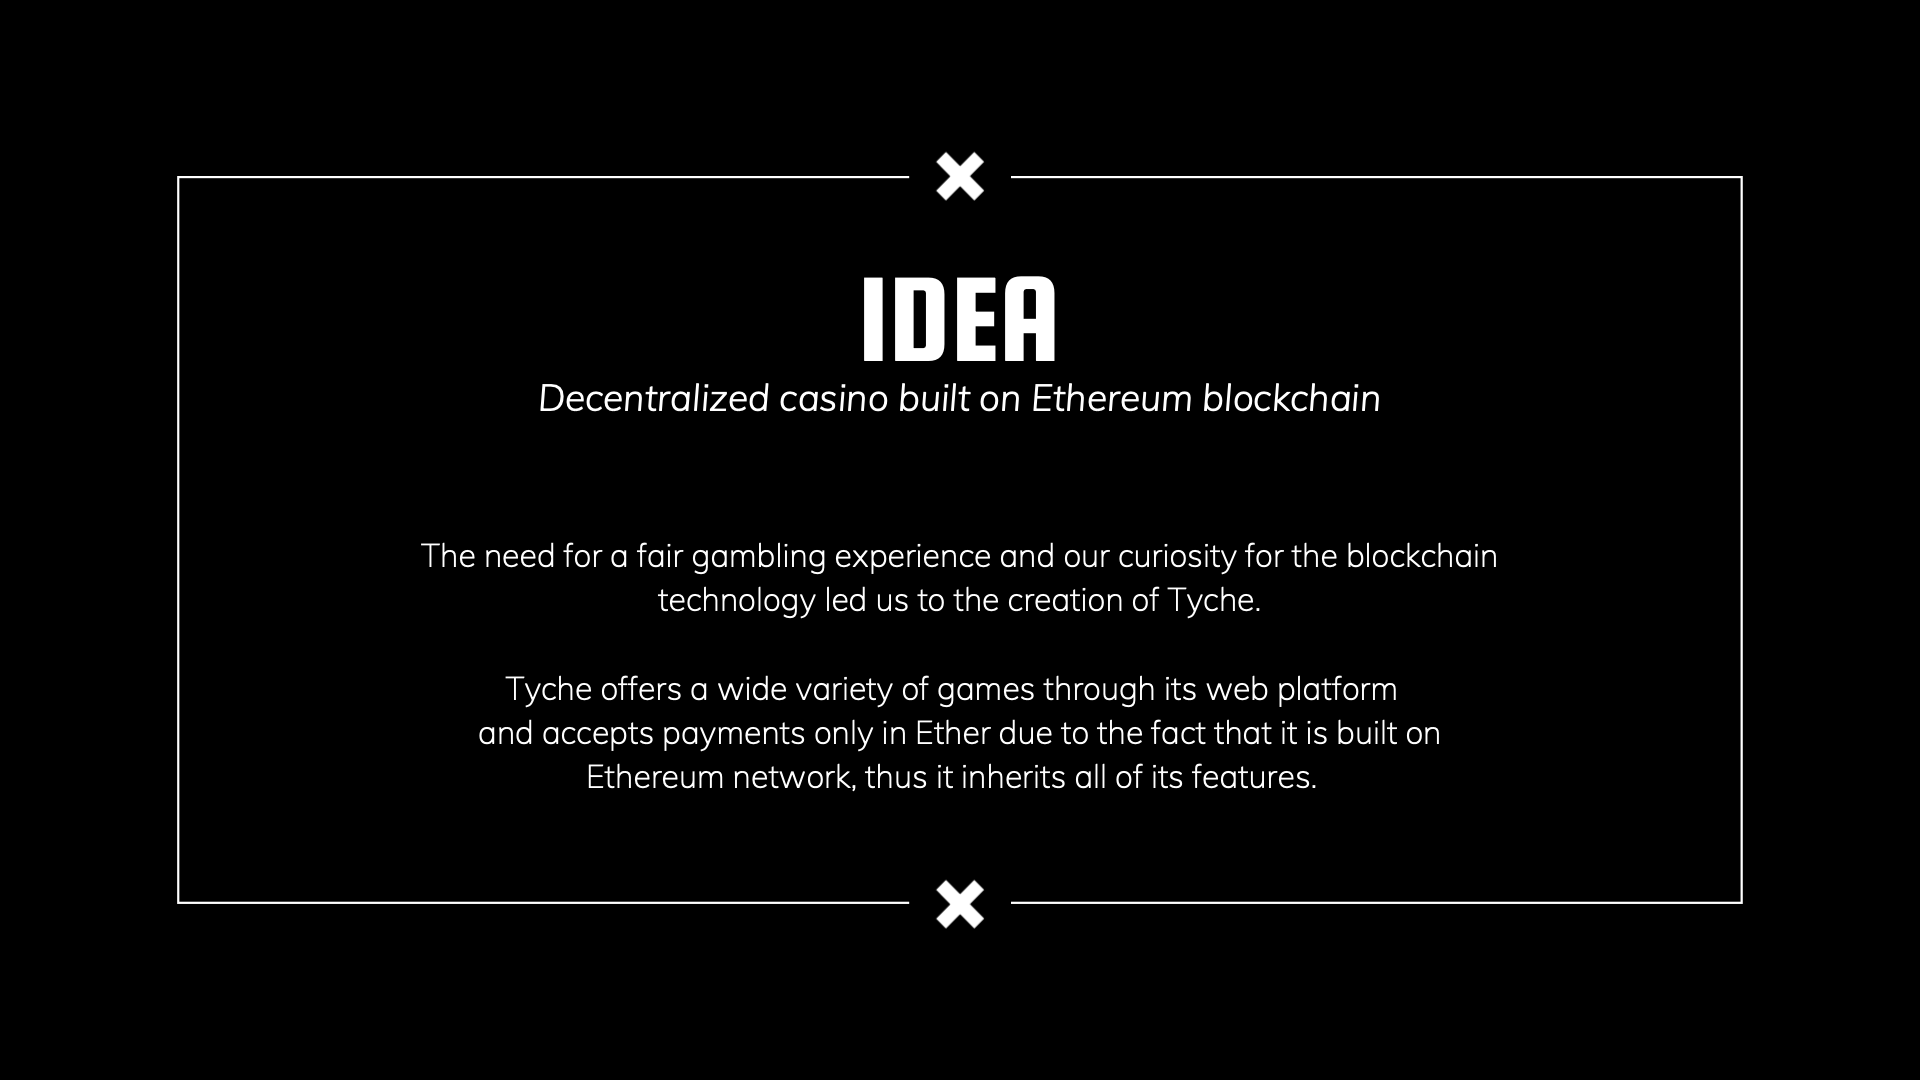 IDEA
Decentralized casino built on Ethereum blockchain
The need for a fair gambling experience and our curiosity for the blockchain
technology led us to the creation of Tyche.
Tyche offers a wide variety of games through its web platform
and accepts payments only in Ether due to the fact that it is built on
Ethereum network, thus it inherits all of its features.